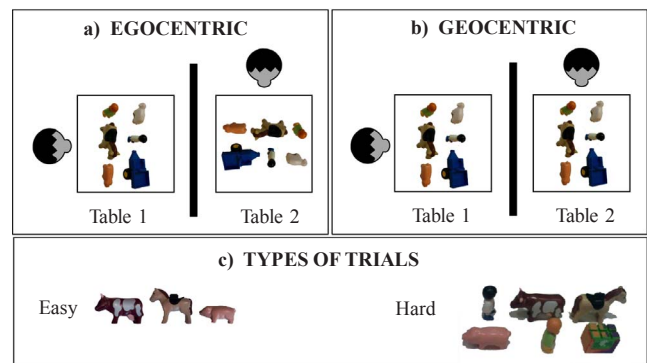 a) EGOCENTRIC
Table 1
Table 2
b) GEOCENTRIC
Table 1
Table 2
c) TYPES OF TRIALS
Easy
Hard